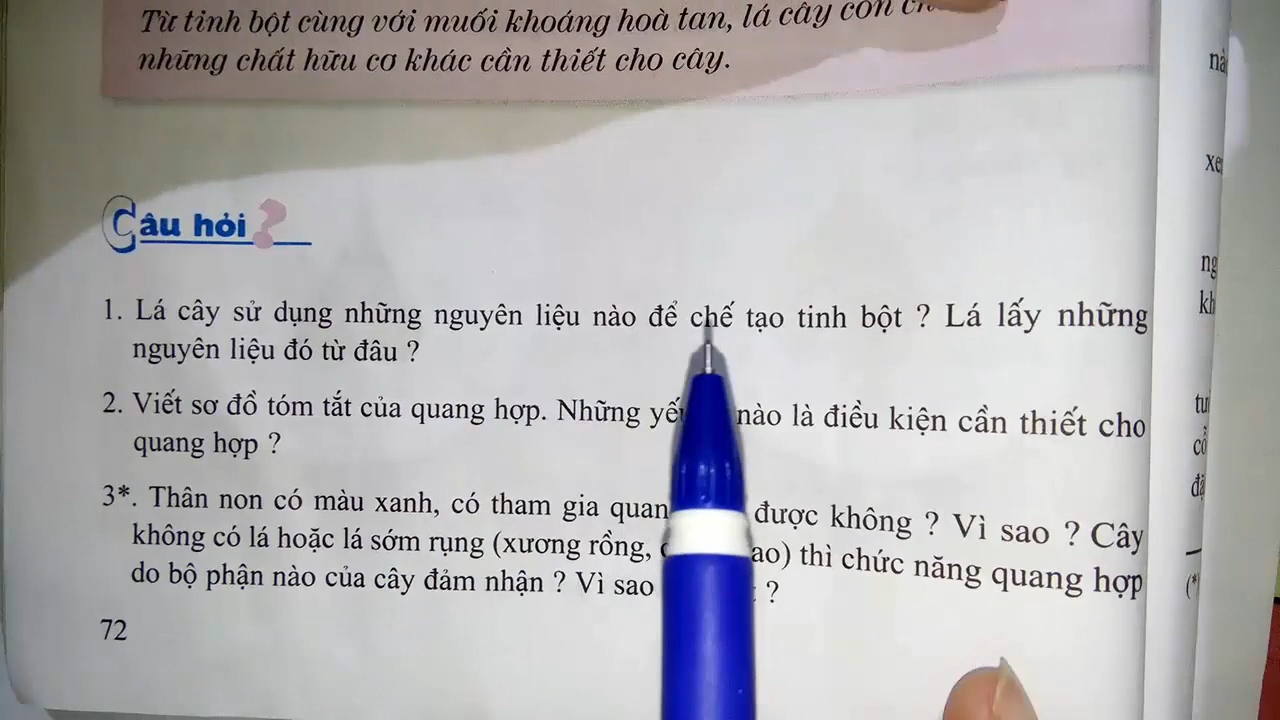 Từ tinh bột cùng với muối khoáng hoà tan, lá cây còn
những chất hữu cơ khác cần thiết cho cây.
Câu hỏi ?
1. Lá cây sử dụng những nguyên liệu nào để chế tạo tinh bột ? Lá lấy những
nguyên liệu đó từ đâu ?
2. Viết sơ đồ tóm tắt của quang hợp. Những nào là điều kiện cần thiết cho
quang hợp ?
3*. Thân non có màu xanh, có tham gia được không ? Vì sao ? Cây
không có lá hoặc lá sớm rụng (xương rồng, thì chức năng quang hợp
do bộ phận nào của cây đảm nhận ? Vì sao ?
72